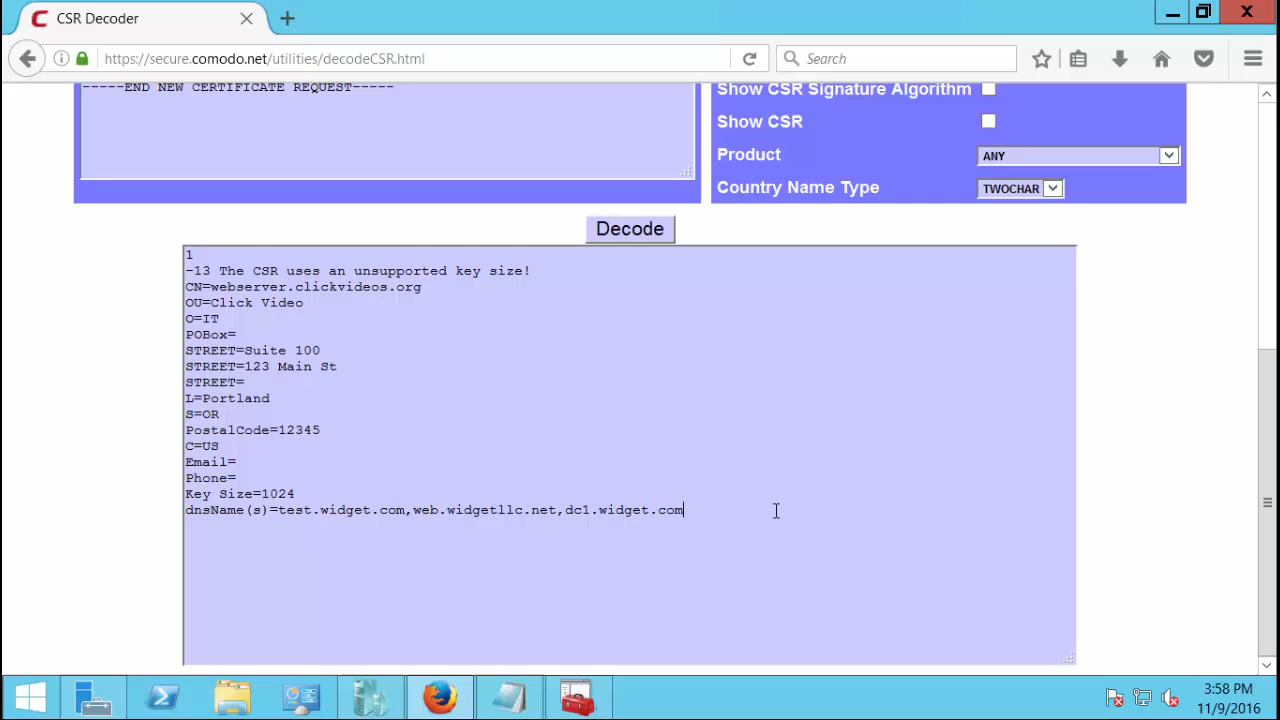 CSR Decoder
https://secure.comodo.net/utilities/decodeCSR.html
Search
-----END NEW CERTIFICATE REQUEST-----
Show CSR Signature Algorithm
Show CSR
Product
ANY
Country Name Type
TWOCHAR
Decode
1
-13 The CSR uses an unsupported key size!
CN=webserver.clickvideos.org
OU=Click Video
O=IT
POBox=
STREET=Suite 100
STREET=123 Main St
STREET=
L=Portland
S=OR
PostalCode=12345
C=US
Email=
Phone=
Key Size=1024
dnsName(s)=test.widget.com,web.widgetllc.net,dc1.widget.com
3:58 PM
11/9/2016